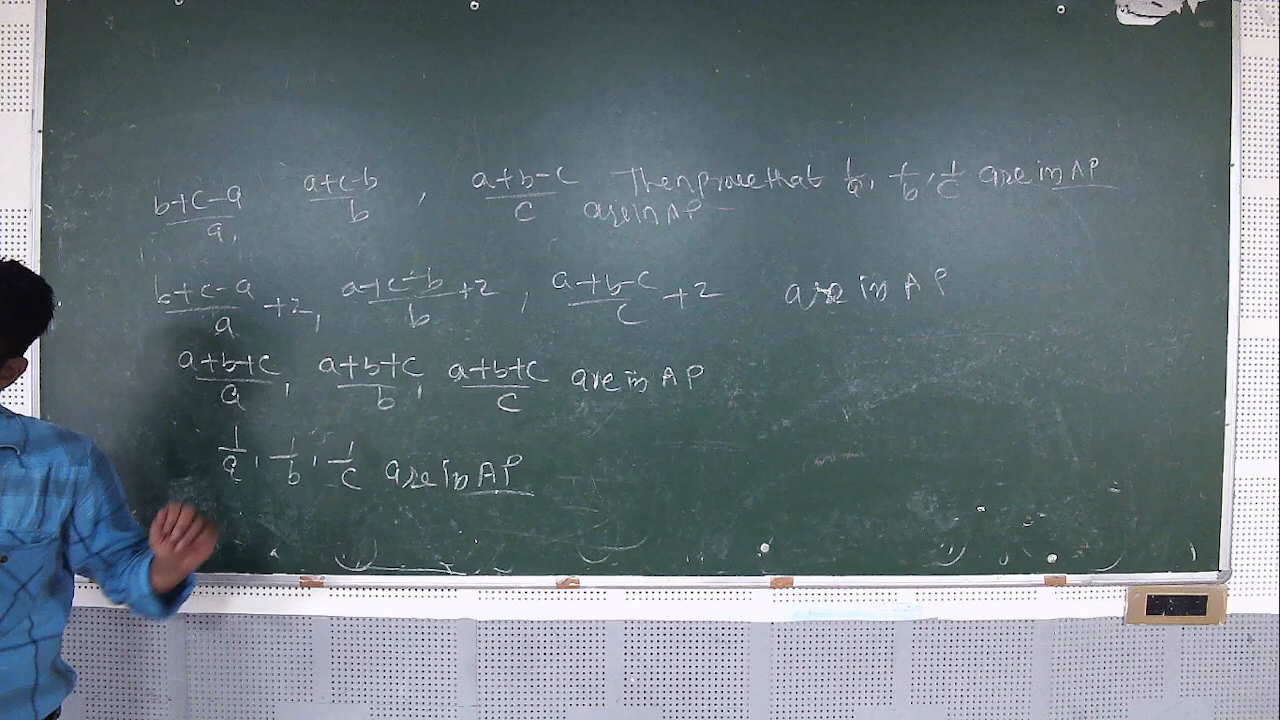 b+c-a/a, a+c-b/b, a+b-c/c are in AP Then prove that 1/a, 1/b, 1/c are in AP
b+c-a/a +2, a+c-b/b +2, a+b-c/c +2 are in AP
a+b+c/a, a+b+c/b, a+b+c/c are in AP
1/a, 1/b, 1/c are in AP